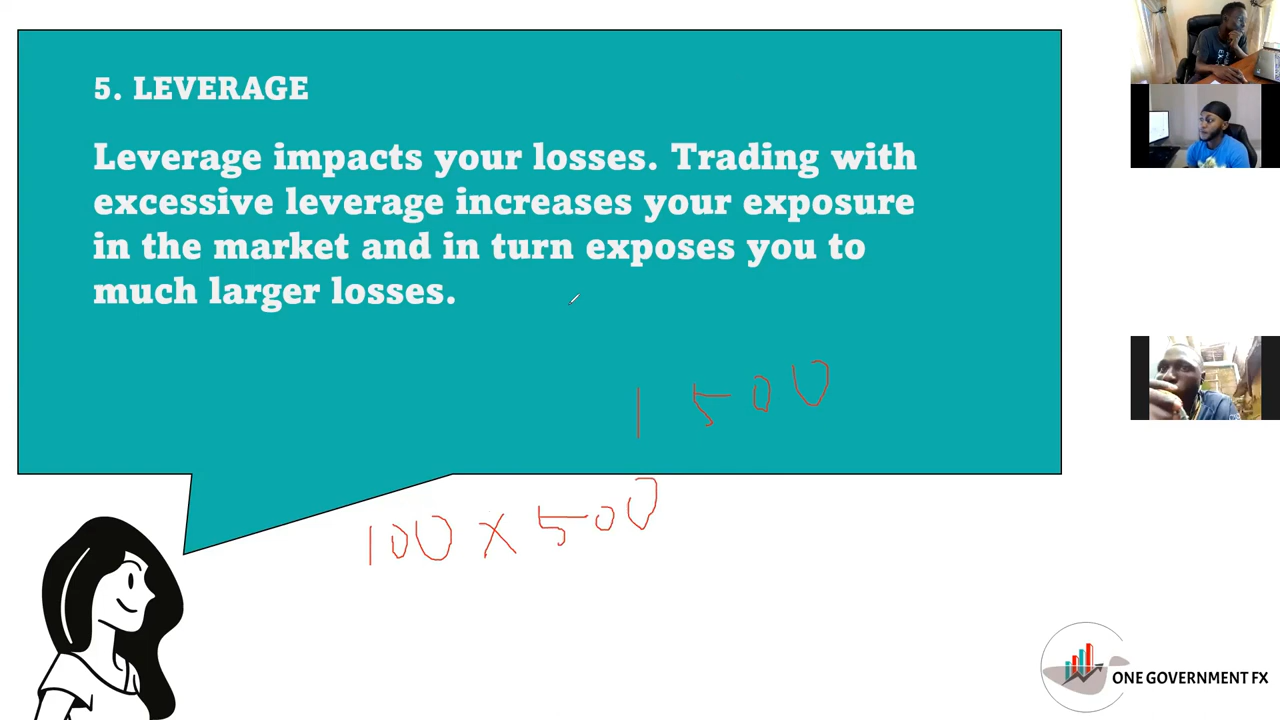 5. LEVERAGE
Leverage impacts your losses. Trading with
excessive leverage increases your exposure
in the market and in turn exposes you to
much larger losses.
1 500
100 x 500
ONE GOVERNMENT FX